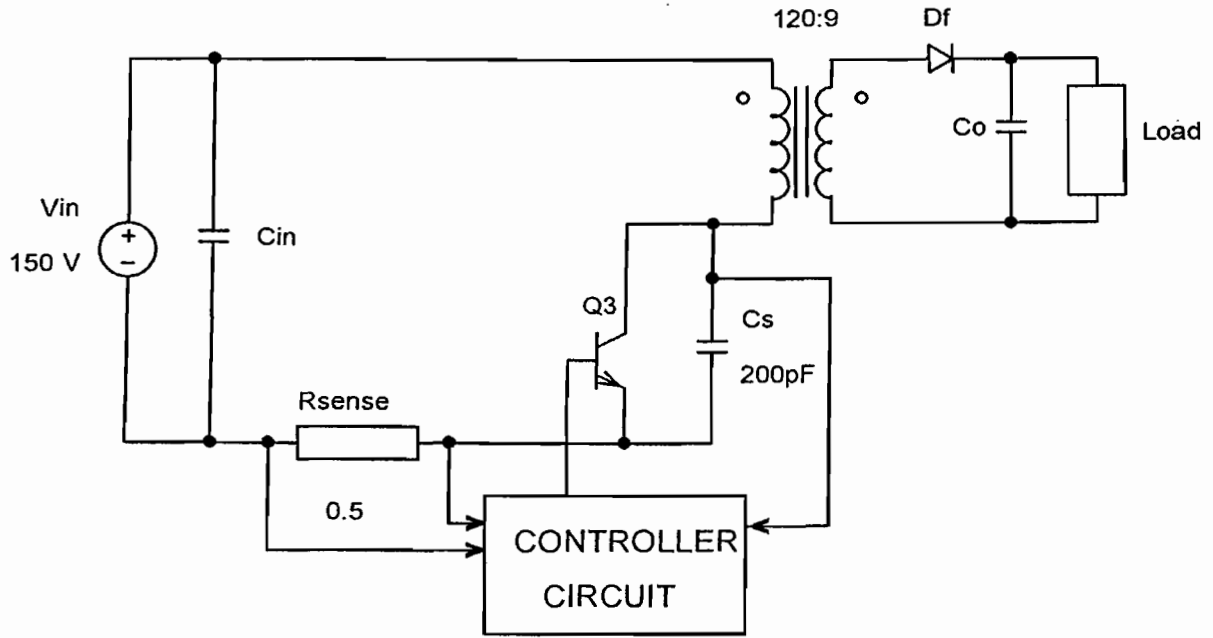 120:9
Df
Co
Load
Vin
150 V
Cin
Q3
Cs
200pF
Rsense
0.5
CONTROLLER
CIRCUIT